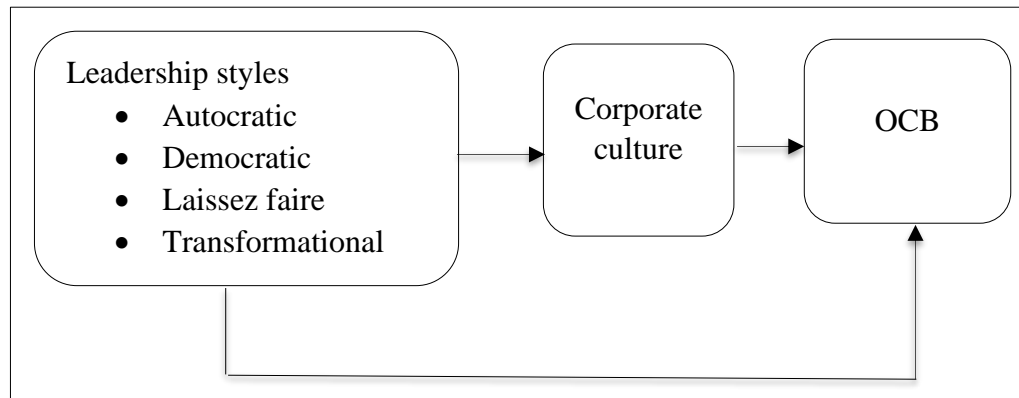 Leadership styles
• Autocratic
• Democratic
• Laissez faire
• Transformational
Corporate
culture
OCB